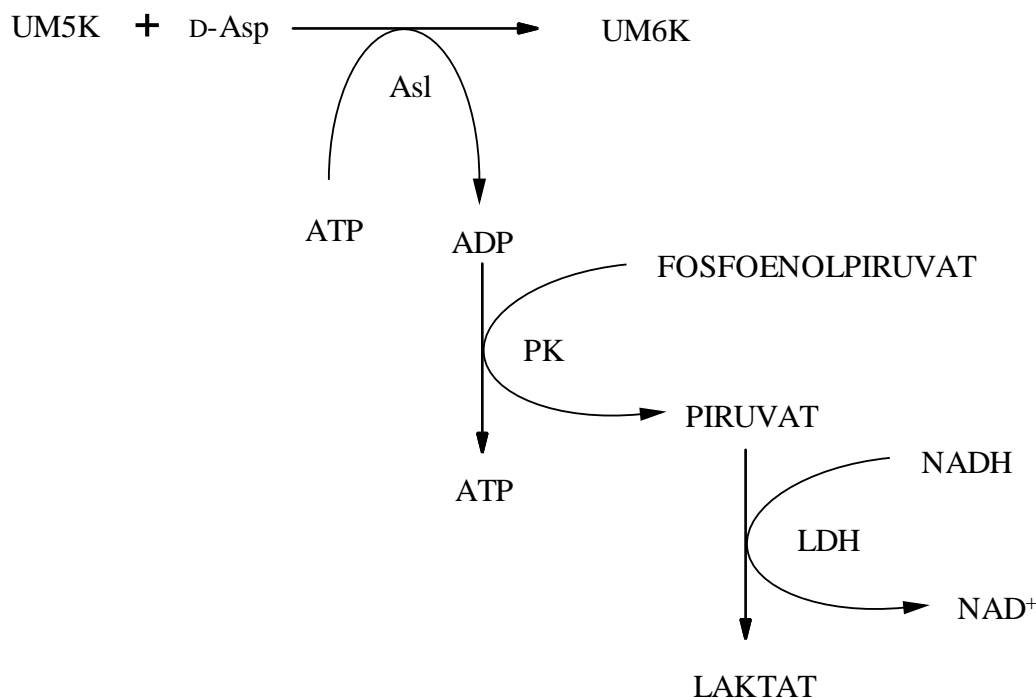 UM5K + D-Asp UM6K
Asl
ATP
ADP
FOSFOENOLPIRUVAT
PK
PIRUVAT
NADH
ATP
LDH
NAD⁺
LAKTAT